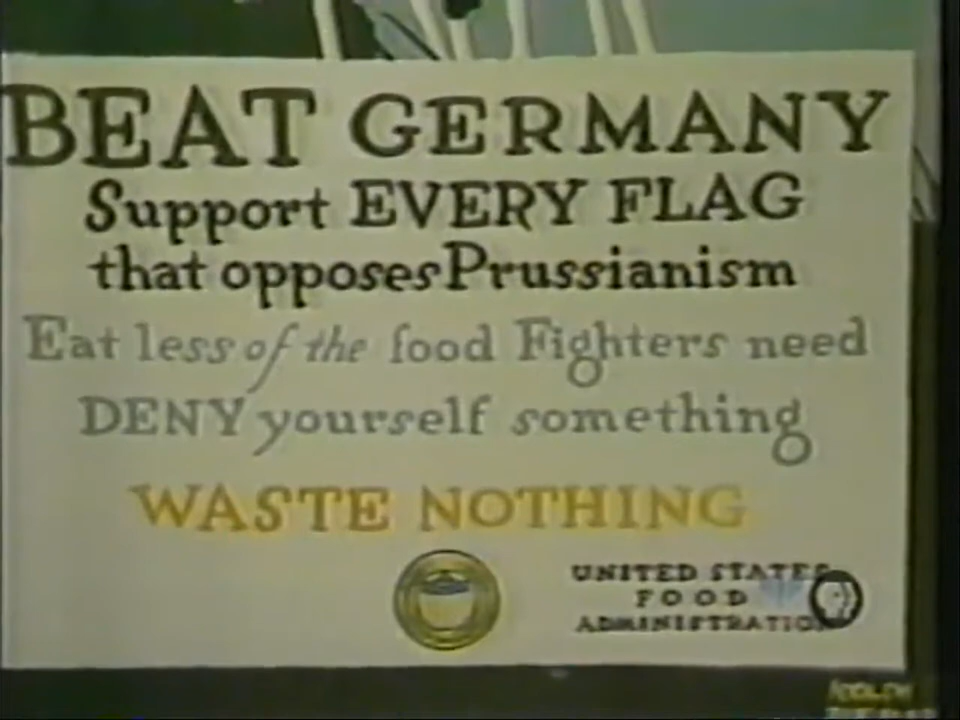 BEAT GERMANY
Support EVERY FLAG
that opposes Prussianism
Eat less of the food Fighters need
DENY yourself something
WASTE NOTHING
UNITED STATES
FOOD
ADMINISTRATION